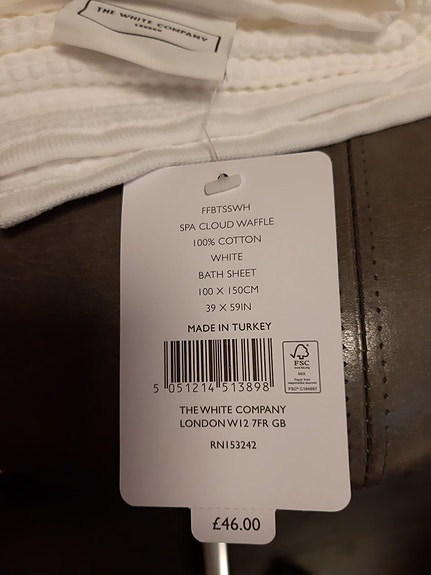 THE WHITE COMPANY
LONDON
FFBTSSWH
SPA CLOUD WAFFLE
100% COTTON
WHITE
BATH SHEET
100 X 150CM
39 X 59IN
MADE IN TURKEY
5 051214 513898
FSC
MIX
THE WHITE COMPANY
LONDON W12 7FR GB
RN153242
£46.00